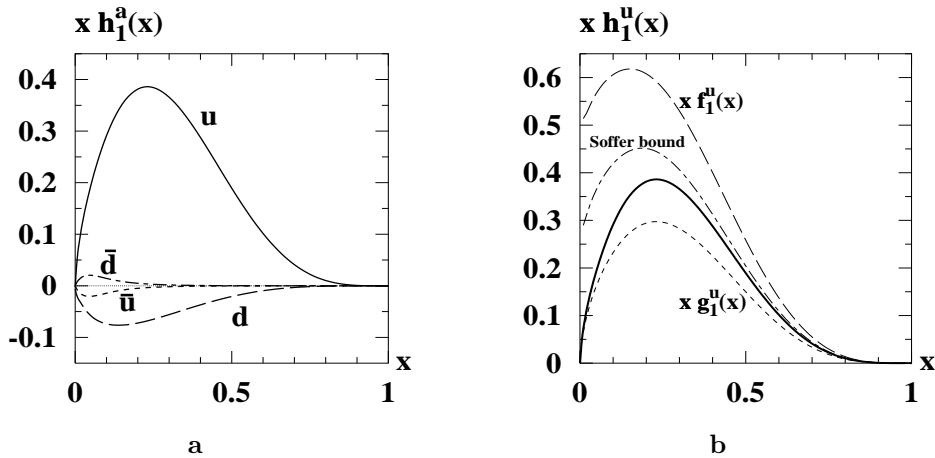 x h₁ᵃ(x)
0.4
0.3
0.2
0.1
0
-0.1
u
d̄
ū
d
0
0.5
1
x
a
x h₁ᵘ(x)
0.6
0.5
0.4
0.3
0.2
0.1
0
x f₁ᵘ(x)
Soffer bound
x g₁ᵘ(x)
0
0.5
1
x
b